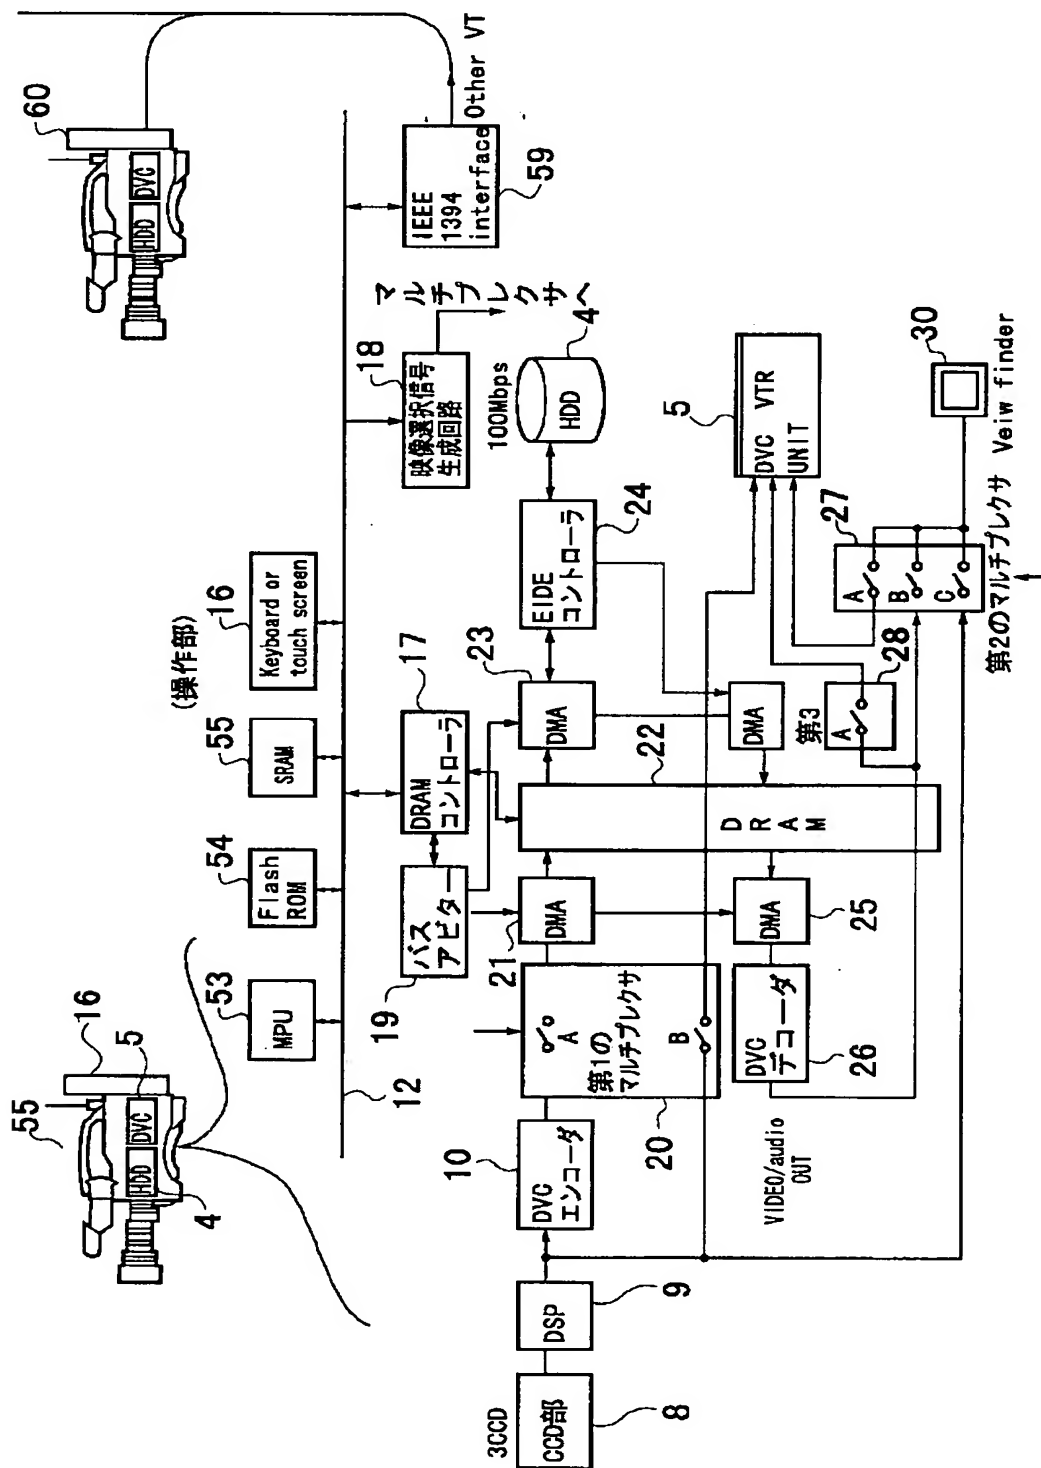 60
HDD
DVC
55
16
5
HDD
DVC
4
(操作部)
53
MPU
54
Flash
ROM
55
SRAM
16
Keyboard or
touch screen
12
IEEE
1394
interface
59
Other VT
18
映像選択信号
生成回路
マルチプレクサへ
19
バス
アビター
17
DRAM
コントローラ
100Mbps
HDD
4
3CCD
CCD部
8
DSP
9
10
DVC
エンコーダ
第1の
マルチプレクサ
A
B
20
21
DMA
DRAM
22
23
DMA
EIDE
コントローラ
24
DMA
DMA
25
DVC
デコーダ
26
VIDEO/audio
OUT
5
DVC VTR
UNIT
第3
A
28
27
A
B
C
第2のマルチプレクサ
30
Veiw finder